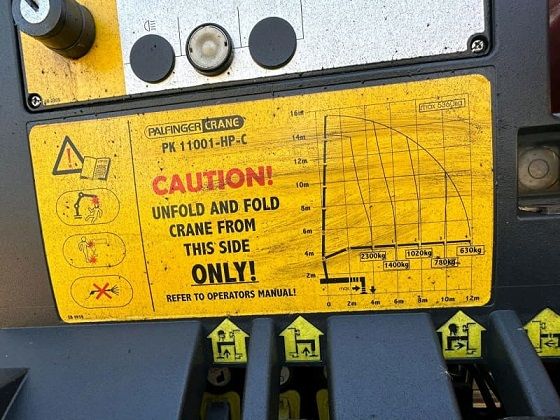 PALFINGER CRANE
PK 11001-HP-C
CAUTION!
UNFOLD AND FOLD
CRANE FROM
THIS SIDE
ONLY!
REFER TO OPERATORS MANUAL!
16m
14m
12m
10m
8m
6m
4m
2m
2300kg
1400kg
1020kg
780kg
630kg
max
0 2m 4m 6m 8m 10m 12m